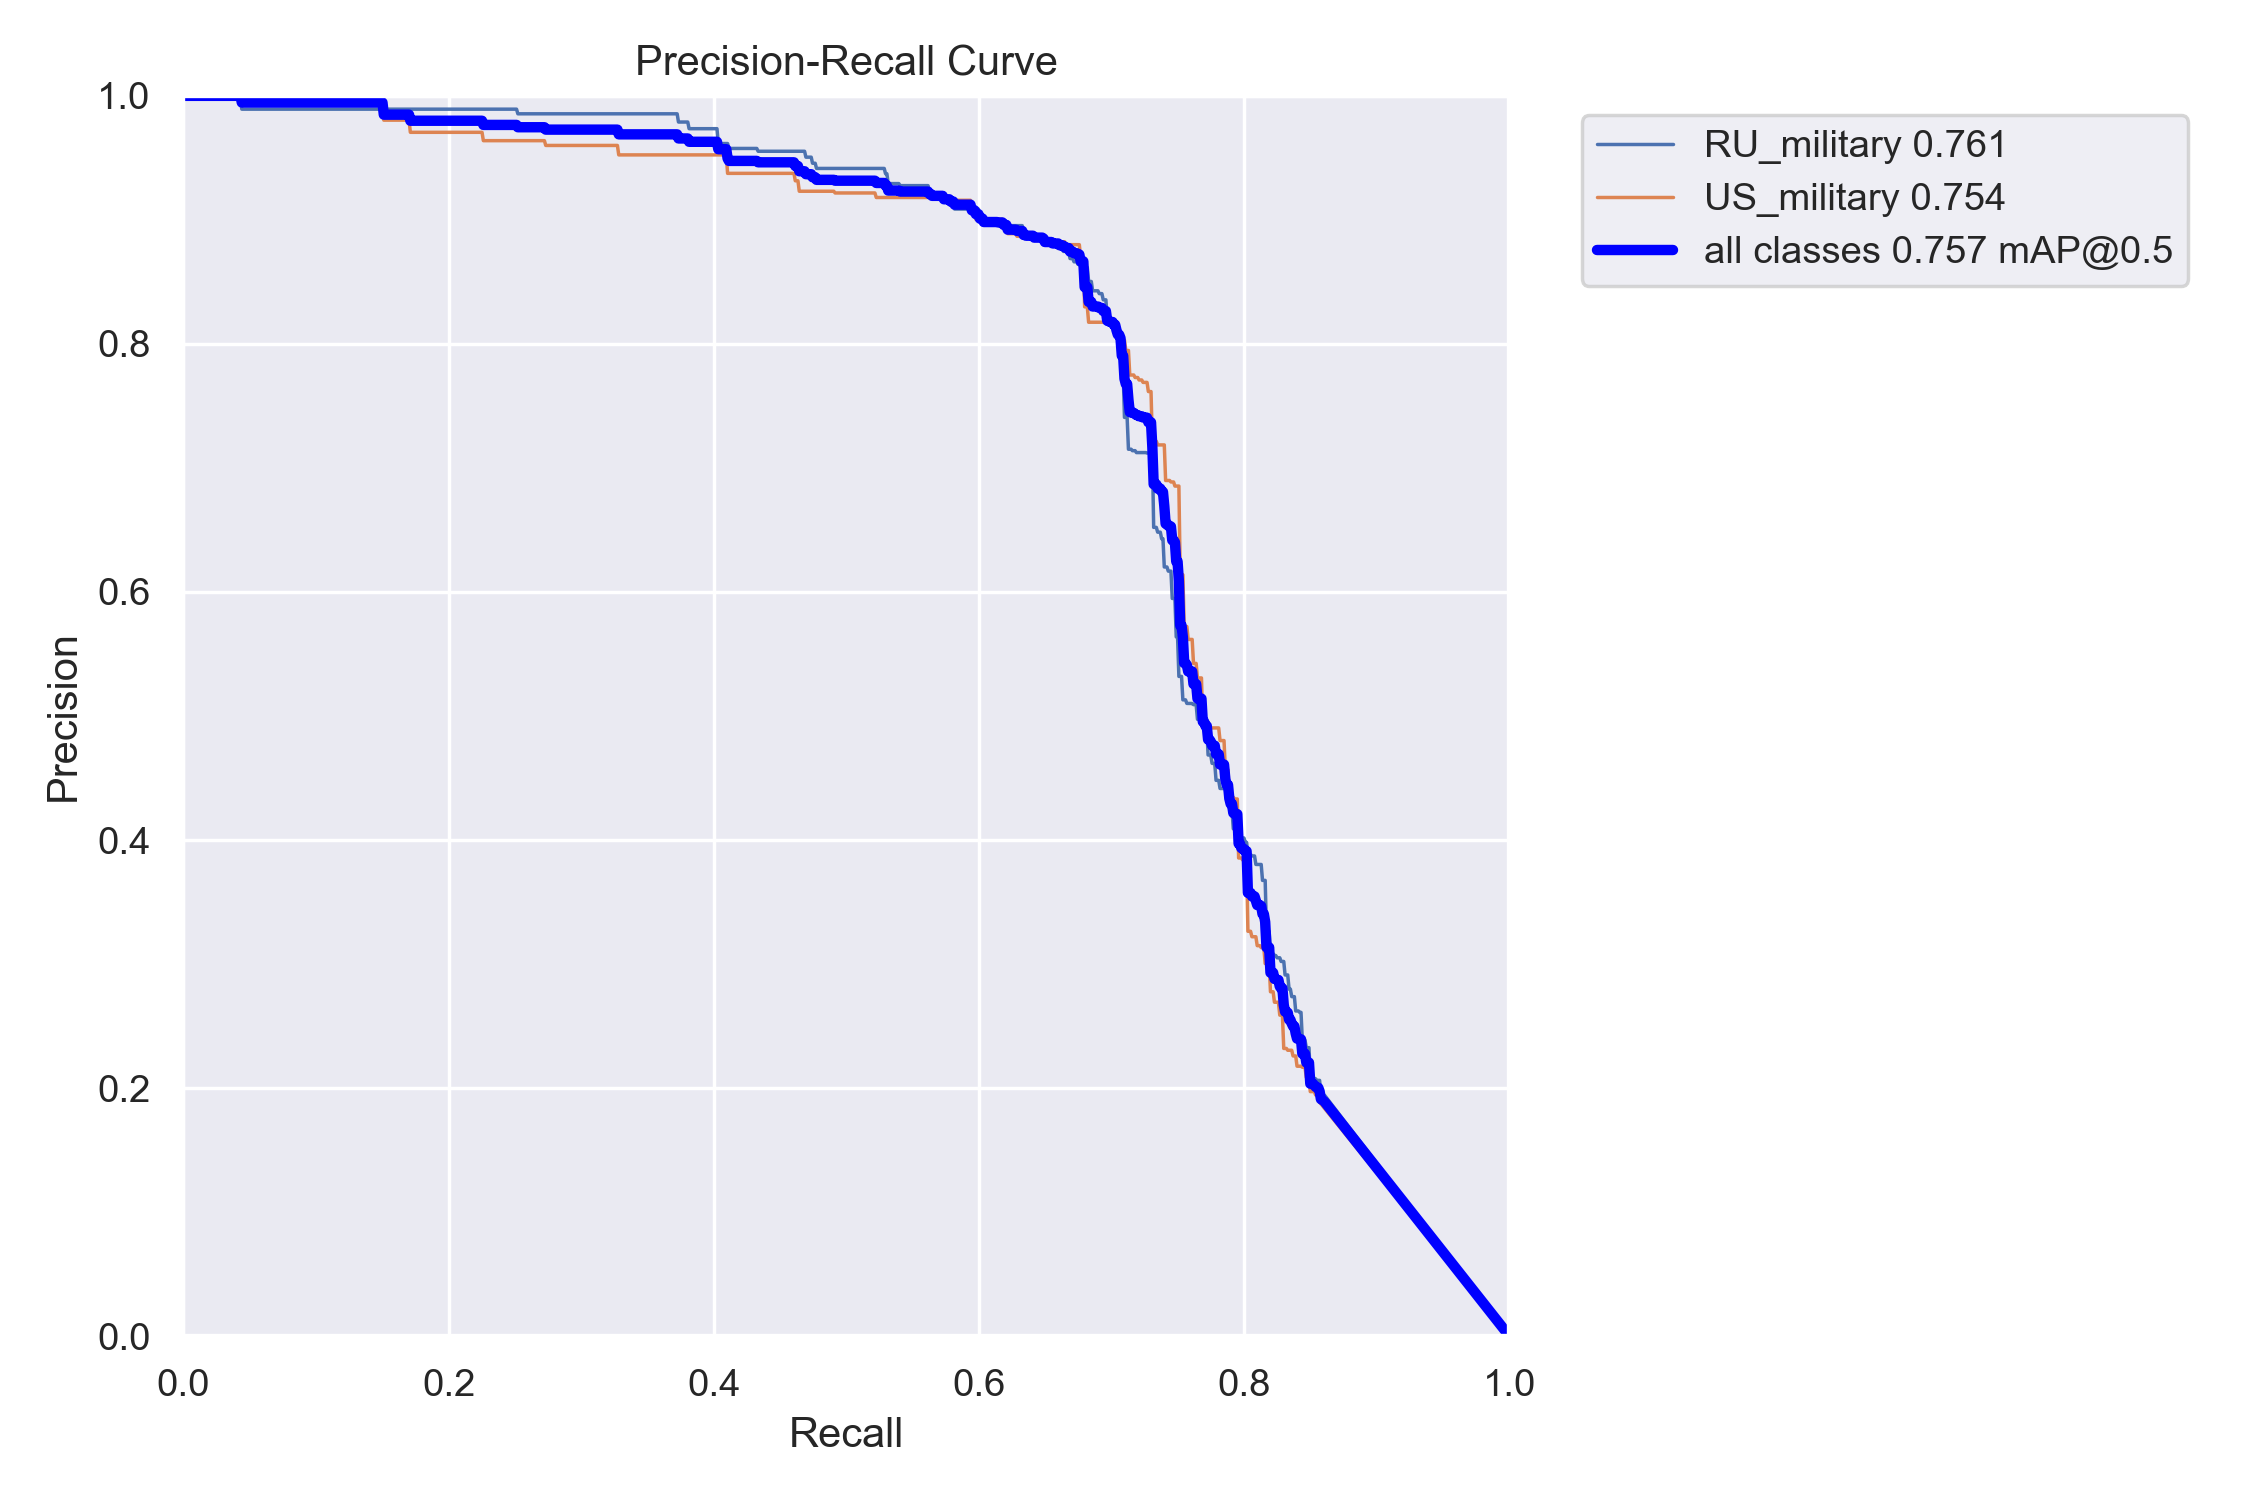 Precision-Recall Curve
1.0
0.8
0.6
0.4
0.2
0.0
Precision
0.0 0.2 0.4 0.6 0.8 1.0
Recall
RU_military 0.761
US_military 0.754
all classes 0.757 mAP@0.5